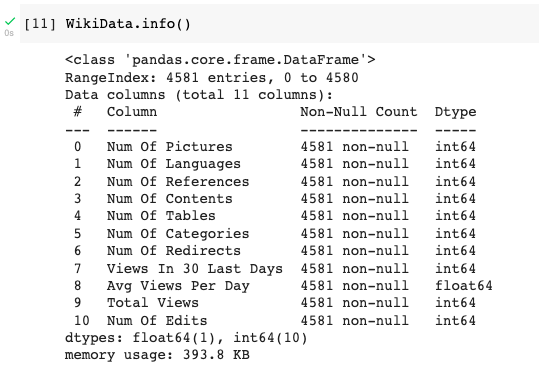 [11] WikiData.info()
0s
<class 'pandas.core.frame.DataFrame'>
RangeIndex: 4581 entries, 0 to 4580
Data columns (total 11 columns):
 #   Column                Non-Null Count  Dtype
---  ------                --------------  -----
 0   Num Of Pictures       4581 non-null   int64
 1   Num Of Languages      4581 non-null   int64
 2   Num Of References     4581 non-null   int64
 3   Num Of Contents       4581 non-null   int64
 4   Num Of Tables         4581 non-null   int64
 5   Num Of Categories     4581 non-null   int64
 6   Num Of Redirects      4581 non-null   int64
 7   Views In 30 Last Days  4581 non-null   int64
 8   Avg Views Per Day     4581 non-null   float64
 9   Total Views           4581 non-null   int64
 10  Num Of Edits          4581 non-null   int64
dtypes: float64(1), int64(10)
memory usage: 393.8 KB